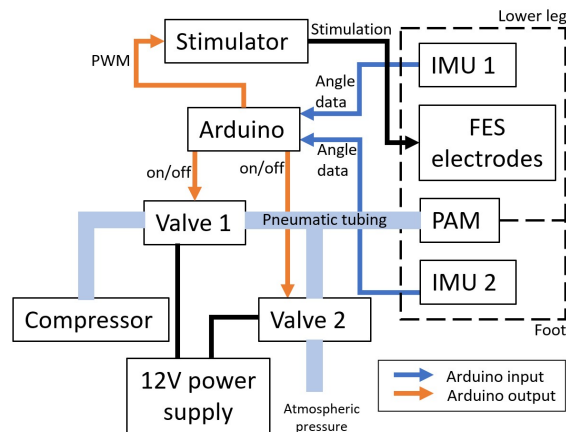 Lower leg
Stimulator
Stimulation
IMU 1
PWM
Angle
data
Arduino
FES
electrodes
on/off
on/off
Angle
data
Valve 1
Pneumatic tubing
PAM
IMU 2
Compressor
Valve 2
Foot
12V power
supply
Atmospheric
pressure
Arduino input
Arduino output